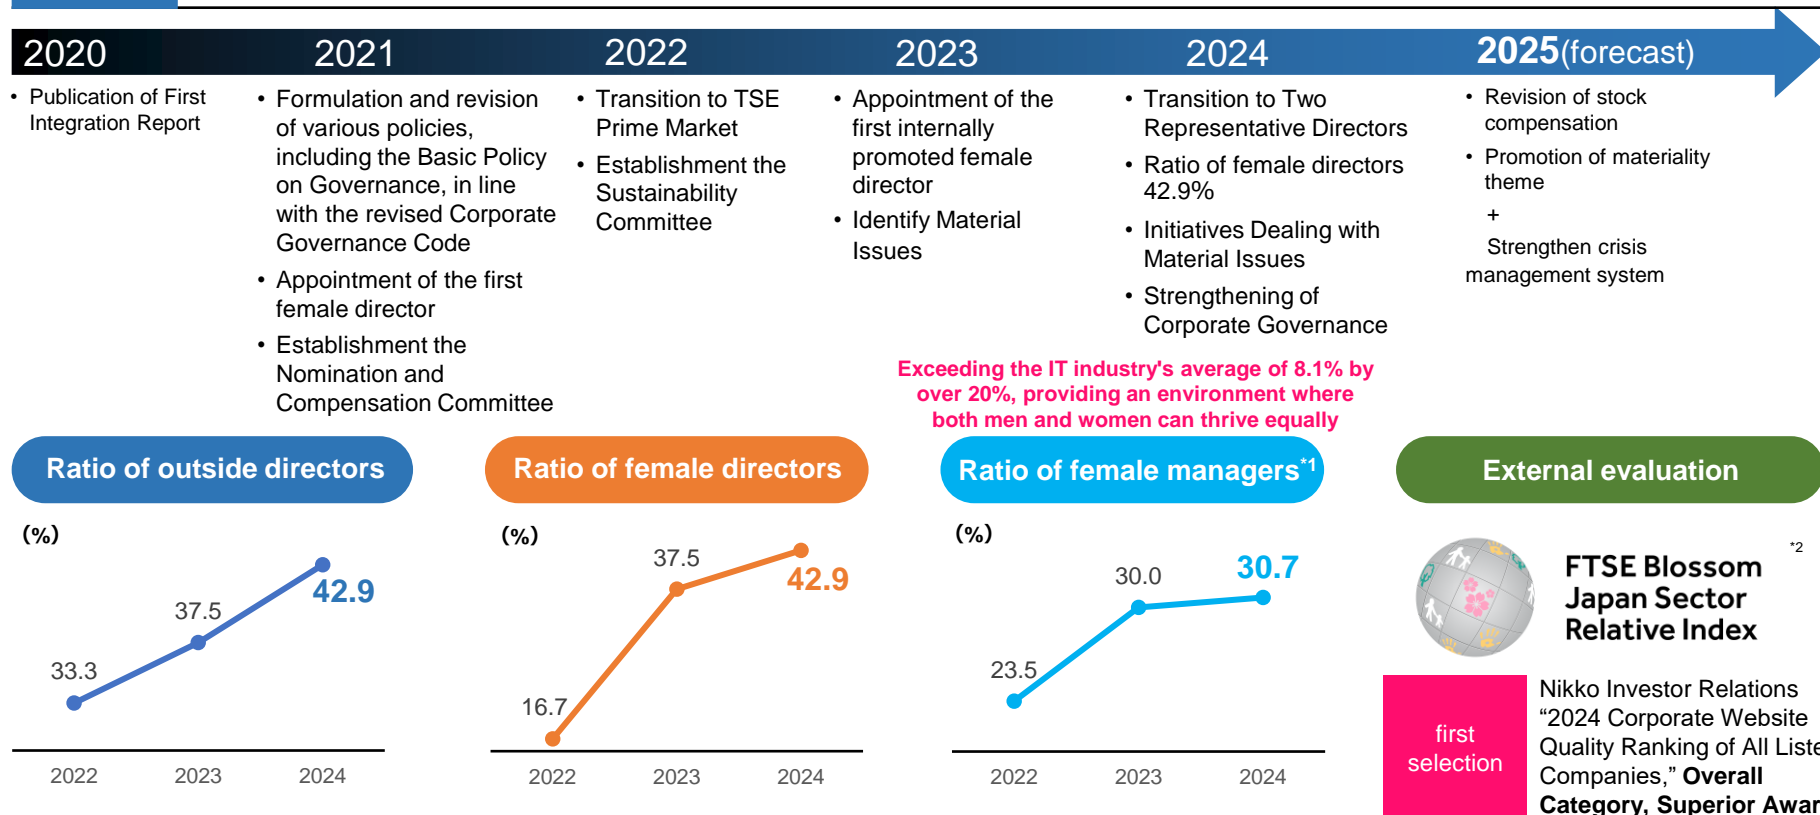 2020
• Publication of First
Integration Report
2021
• Formulation and revision
of various policies,
including the Basic Policy
on Governance, in line
with the revised Corporate
Governance Code
• Appointment of the first
female director
• Establishment the
Nomination and
Compensation Committee
2022
• Transition to TSE
Prime Market
• Establishment the
Sustainability
Committee
2023
• Appointment of the
first internally
promoted female
director
• Identify Material
Issues
2024
• Transition to Two
Representative Directors
• Ratio of female directors
42.9%
• Initiatives Dealing with
Material Issues
• Strengthening of
Corporate Governance
2025(forecast)
• Revision of stock
compensation
• Promotion of materiality
theme
+
Strengthen crisis
management system
Exceeding the IT industry's average of 8.1% by
over 20%, providing an environment where
both men and women can thrive equally
Ratio of outside directors
(%)
33.3
37.5
42.9
2022
2023
2024
Ratio of female directors
(%)
16.7
37.5
42.9
2022
2023
2024
Ratio of female managers*1
(%)
23.5
30.0
30.7
2022
2023
2024
External evaluation
*2
FTSE Blossom
Japan Sector
Relative Index
first
selection
Nikko Investor Relations
“2024 Corporate Website
Quality Ranking of All Liste
Companies,” Overall
Category, Superior Awar